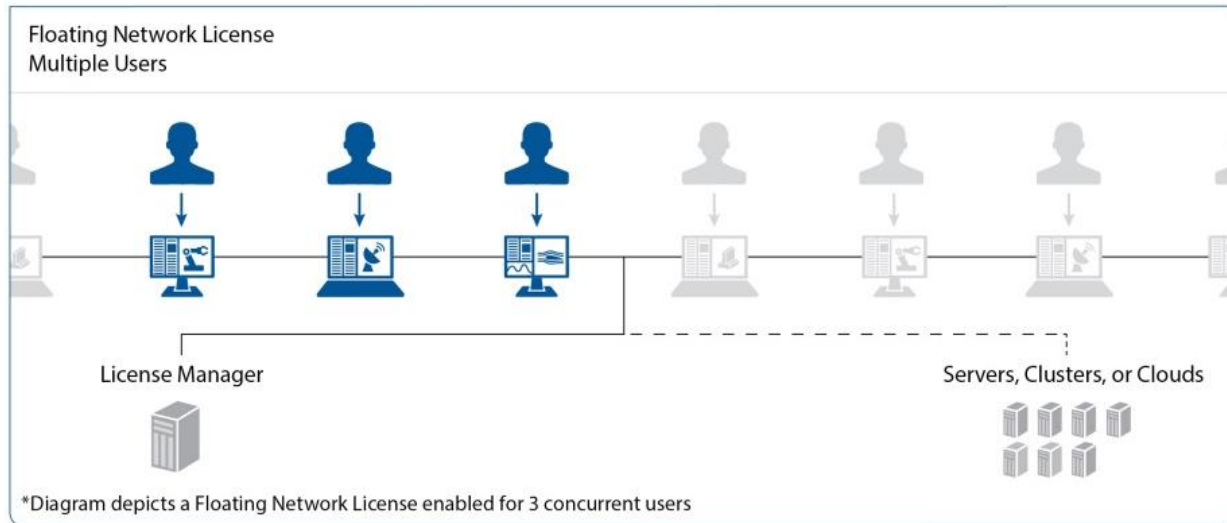 Floating Network License
Multiple Users
License Manager
Servers, Clusters, or Clouds
*Diagram depicts a Floating Network License enabled for 3 concurrent users